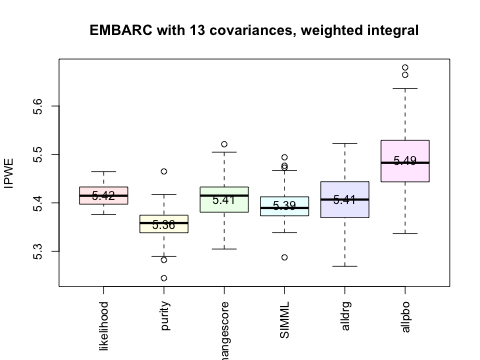 EMBARC with 13 covariances, weighted integral
IPWE
5.6
5.5
5.4
5.3
5.42
5.36
5.41
5.39
5.41
5.49
likelihood
purity
hangescore
SIMML
alldrg
allpbo